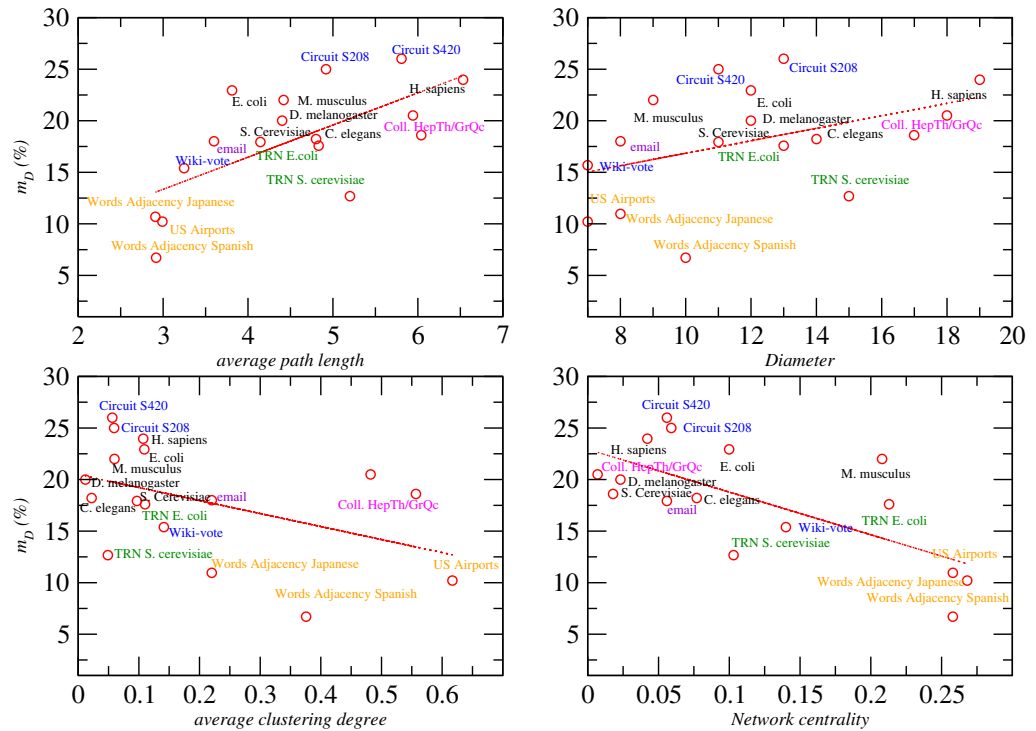 30
25
20
15
10
5
m_D (%)
Circuit S208
Circuit S420
E. coli
M. musculus
H. sapiens
D. melanogaster
Coll. HepTh/GrQc
S. Cerevisiae
C. elegans
email
TRN E.coli
Wiki-vote
TRN S. cerevisiae
Words Adjacency Japanese
US Airports
Words Adjacency Spanish
2 3 4 5 6 7
average path length
30
25
20
15
10
5
m_D (%)
Circuit S208
Circuit S420
E. coli
H. sapiens
M. musculus
D. melanogaster
Coll. HepTh/GrQc
S. Cerevisiae
C. elegans
email
TRN E.coli
Wiki-vote
TRN S. cerevisiae
US Airports
Words Adjacency Japanese
Words Adjacency Spanish
8 10 12 14 16 18 20
Diameter
30
25
20
15
10
5
m_D (%)
Circuit S420
Circuit S208
H. sapiens
E. coli
M. musculus
D. melanogaster
S. Cerevisiae
email
Coll. HepTh/GrQc
C. elegans
TRN E. coli
Wiki-vote
TRN S. cerevisiae
Words Adjacency Japanese
US Airports
Words Adjacency Spanish
0 0.1 0.2 0.3 0.4 0.5 0.6
average clustering degree
30
25
20
15
10
5
m_D (%)
Circuit S420
Circuit S208
H. sapiens
E. coli
Coll. HepTh/GrQc
M. musculus
D. melanogaster
S. Cerevisiae
C. elegans
email
TRN E. coli
Wiki-vote
TRN S. cerevisiae
US Airports
Words Adjacency Japanese
Words Adjacency Spanish
0 0.05 0.1 0.15 0.2 0.25
Network centrality